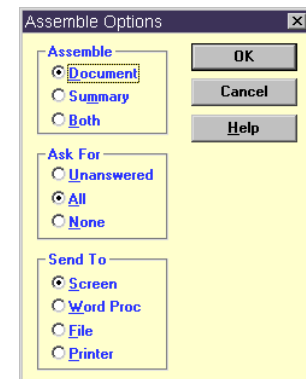 Assemble Options
Assemble
Document
Summary
Both
OK
Cancel
Help
Ask For
Unanswered
All
None
Send To
Screen
Word Proc
File
Printer